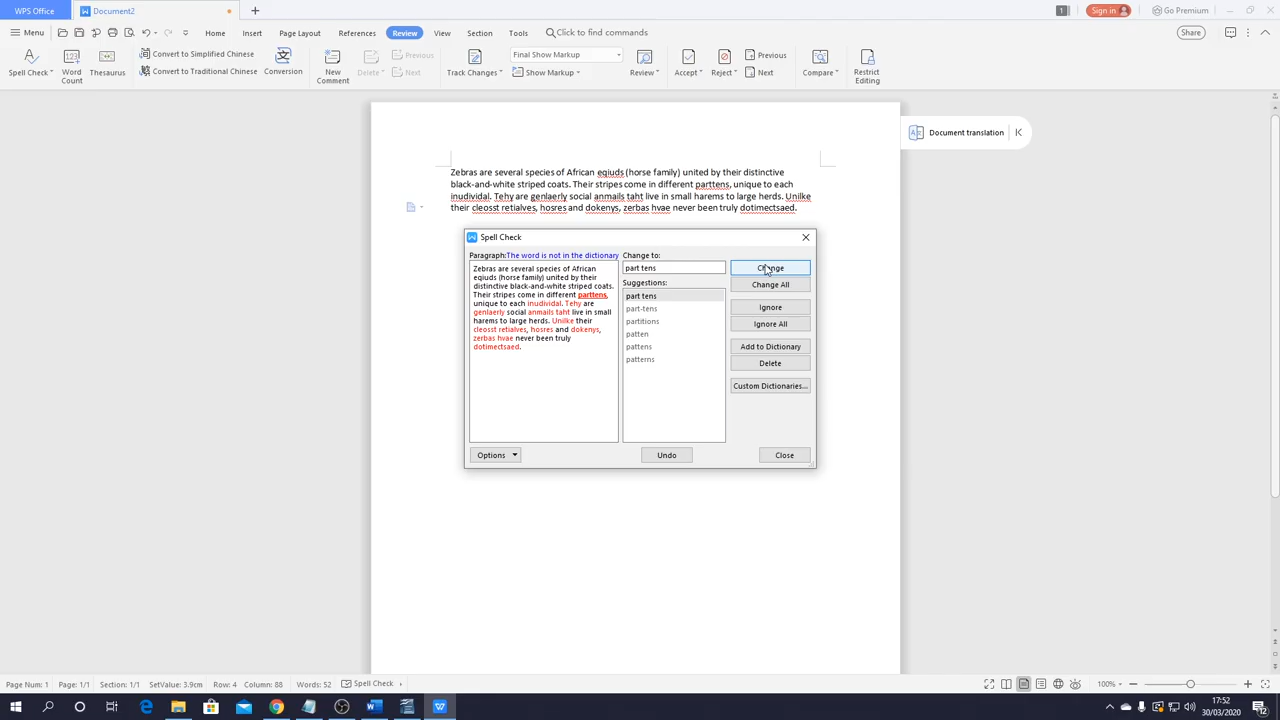 WPS Office Document2 1 Sign in Go Premium
Menu Home Insert Page Layout References Review View Section Tools Click to find commands Share
Spell Check Word Count Thesaurus Convert to Simplified Chinese Convert to Traditional Chinese Conversion New Comment Delete Previous Next Track Changes Final Show Markup Show Markup Review Accept Reject Previous Next Compare Restrict Editing
Document translation
Zebras are several species of African eqiuds (horse family) united by their distinctive
black-and-white striped coats. Their stripes come in different parttens, unique to each
inudividal. Tehy are genlaerly social anmails taht live in small harems to large herds. Unilke
their cleosst retialves, hosres and dokenys, zerbas hvae never been truly dotimectsaed.
Spell Check
Paragraph: The word is not in the dictionary
Zebras are several species of African
eqiuds (horse family) united by their
distinctive black-and-white striped coats.
Their stripes come in different parttens,
unique to each inudividal. Tehy are
genlaerly social anmails taht live in small
harems to large herds. Unilke their
cleosst retialves, hosres and dokenys,
zerbas hvae never been truly
dotimectsaed.
Change to:
part tens
Suggestions:
part tens
part-tens
partitions
patten
pattens
patterns
Change
Change All
Ignore
Ignore All
Add to Dictionary
Delete
Custom Dictionaries...
Options Undo Close
Page Num: 1 Page: 1/1 Section: 1/1 SetValue: 3.9cm Row: 4 Column: 88 Words: 52 Spell Check 100%
17:52
30/03/2020
12